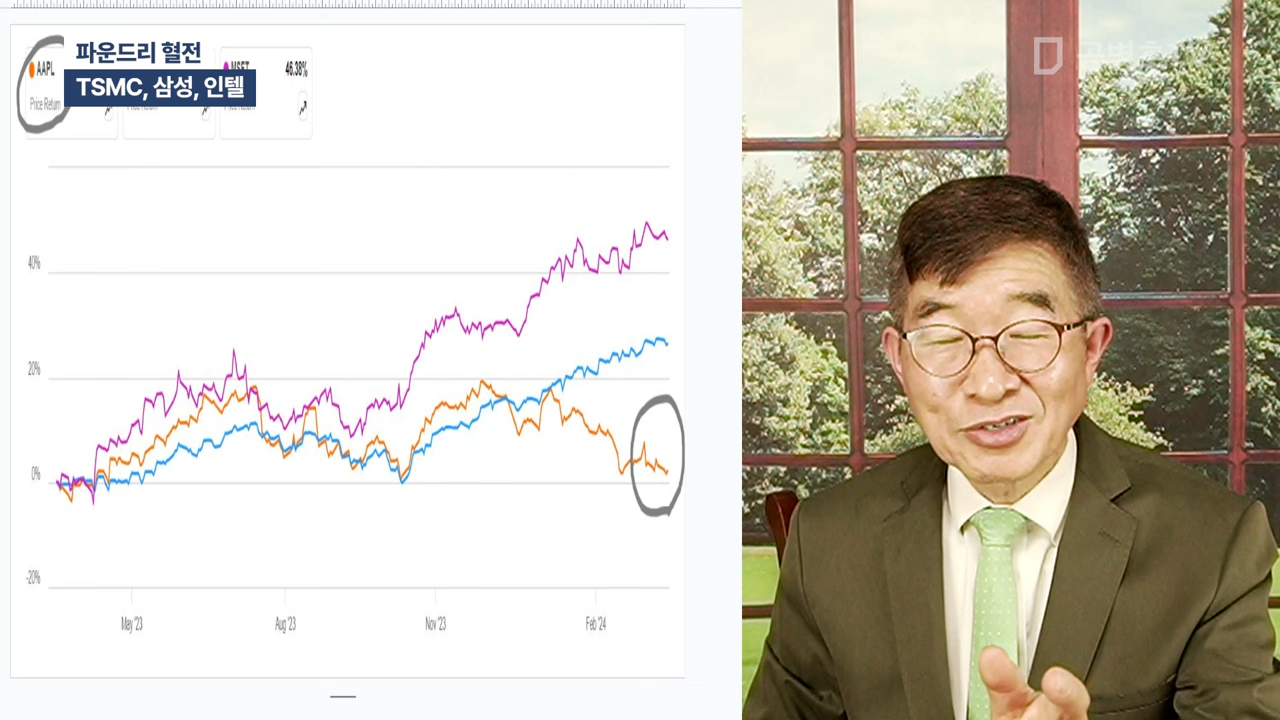 파운드리 혈전
TSMC, 삼성, 인텔
AAPL
MSFT
46.38%
Price Return
40%
20%
0%
-20%
May '23
Aug '23
Nov '23
Feb '24